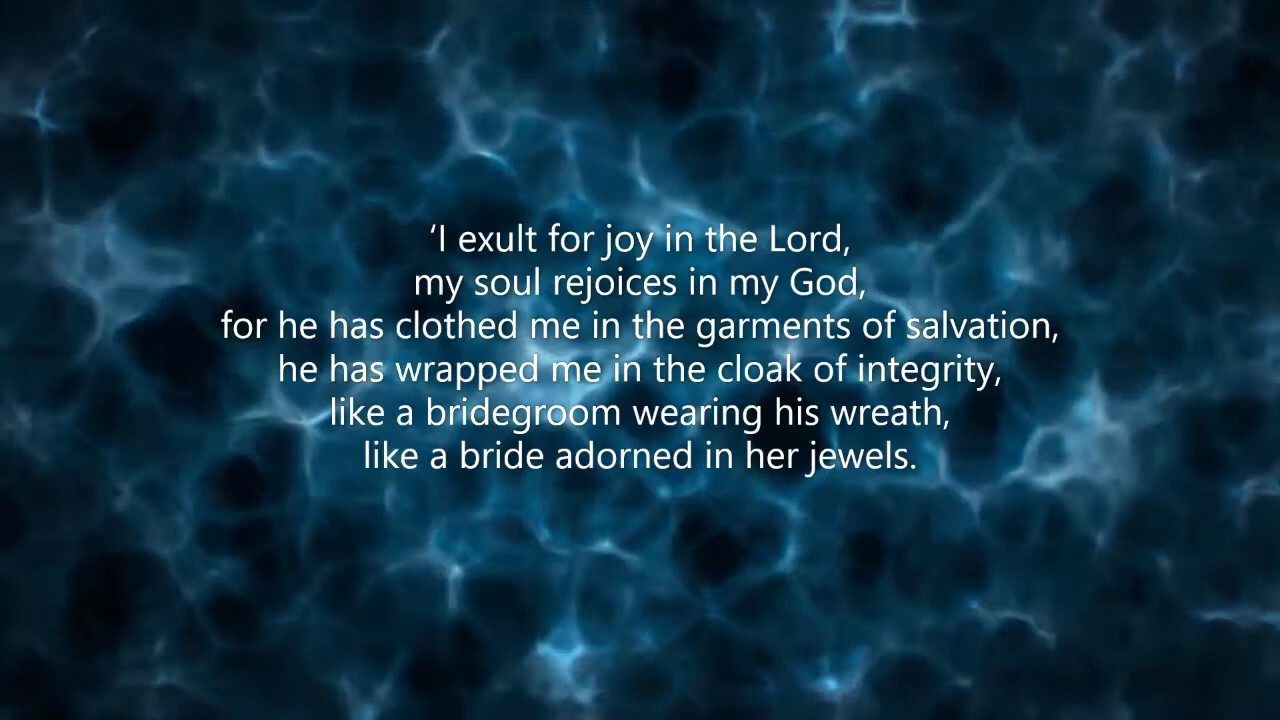 ‘I exult for joy in the Lord,
my soul rejoices in my God,
for he has clothed me in the garments of salvation,
he has wrapped me in the cloak of integrity,
like a bridegroom wearing his wreath,
like a bride adorned in her jewels.